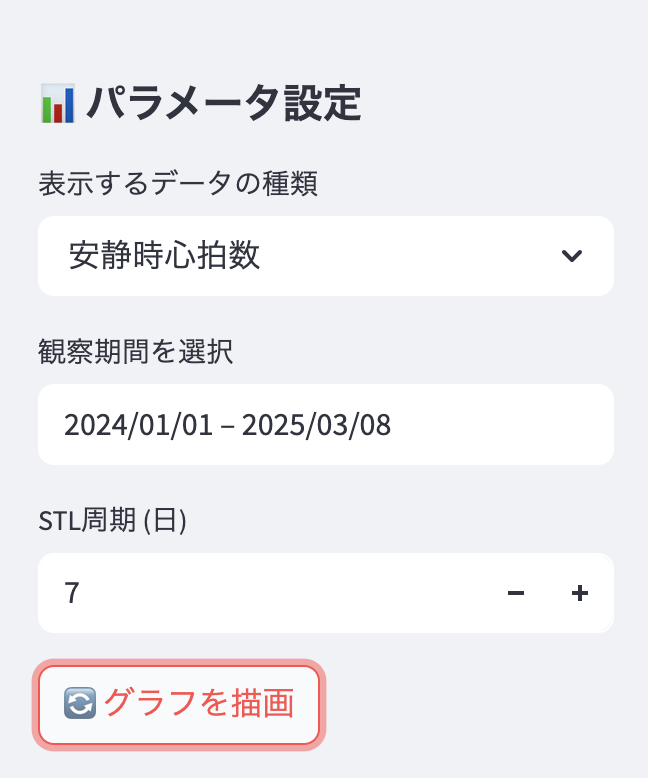 📊 パラメータ設定
表示するデータの種類
安静時心拍数
観察期間を選択
2024/01/01 – 2025/03/08
STL周期 (日)
7 − +
🔄 グラフを描画